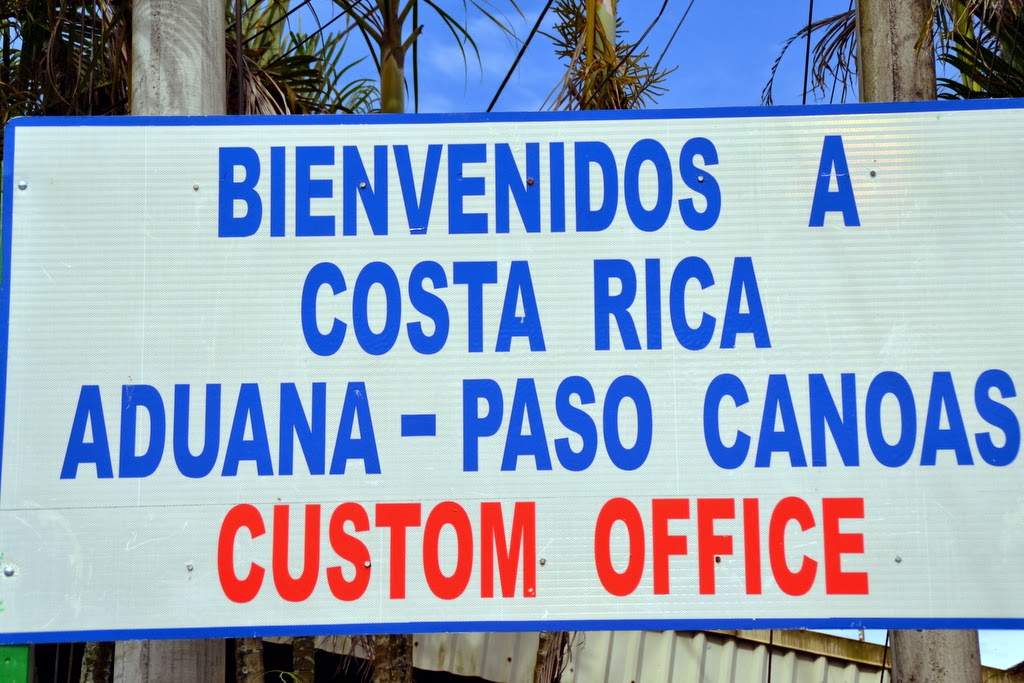 BIENVENIDOS A
COSTA RICA
ADUANA - PASO CANOAS
CUSTOM OFFICE